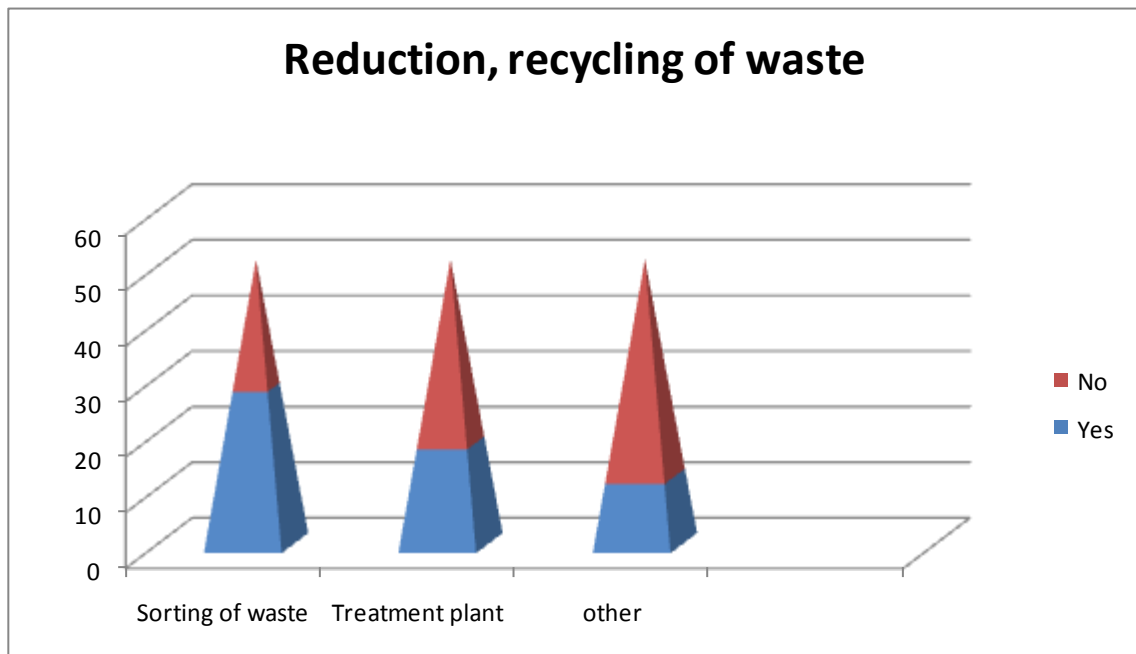 Reduction, recycling of waste
60
50
40
30
20
10
0
Sorting of waste
Treatment plant
other
No
Yes